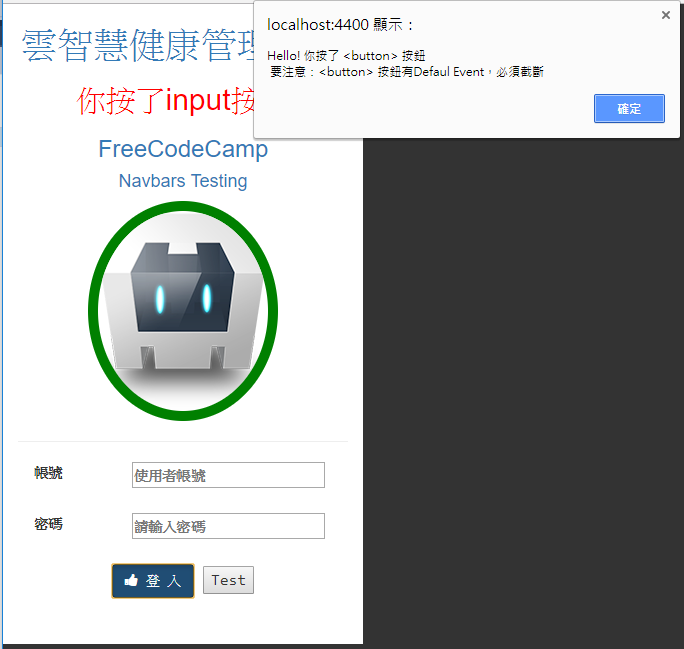 雲智慧健康管理
你按了input按
FreeCodeCamp
Navbars Testing
帳號
使用者帳號
密碼
請輸入密碼
登 入
Test
localhost:4400 顯示：
Hello! 你按了 <button> 按鈕
要注意：<button> 按鈕有Defaul Event，必須截斷
確定